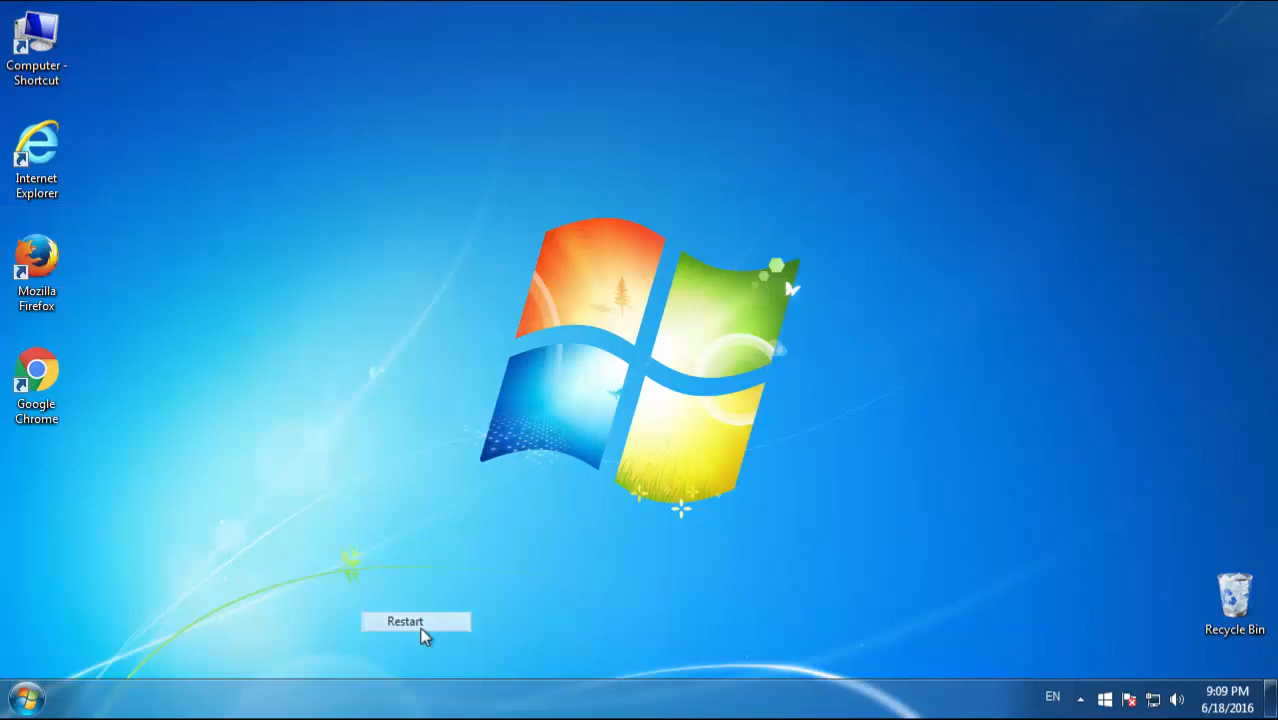 Computer -
Shortcut
Internet
Explorer
Mozilla
Firefox
Google
Chrome
Restart
Recycle Bin
EN
9:09 PM
6/18/2016